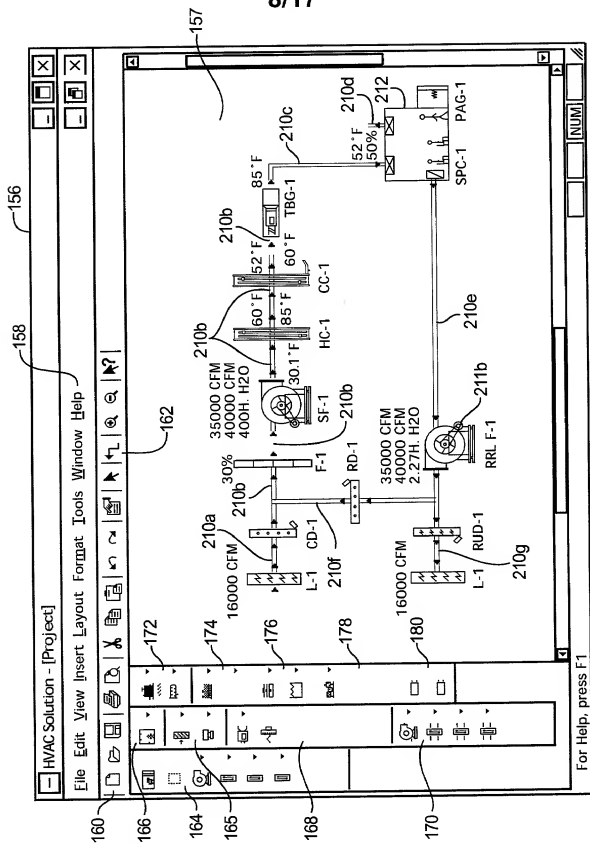 8/17
156
158
HVAC Solution - [Project]
File Edit View Insert Layout Format Tools Window Help
160
162
166
164
165
168
170
172
174
176
178
180
157
16000 CFM
210a
L-1
CD-1
210f
210b
30%
F-1
RD-1
210b
35000 CFM
40000 CFM
400H. H2O
SF-1
30.1°F
210b
60°F
85°F
HC-1
52°F
60°F
CC-1
210b
210b
TBG-1
85°F
210c
52°F
50%
210d
212
SPC-1
PAG-1
210e
16000 CFM
L-1
RUD-1
210g
35000 CFM
40000 CFM
2.27H. H2O
RRL F-1
211b
For Help, press F1
NUM